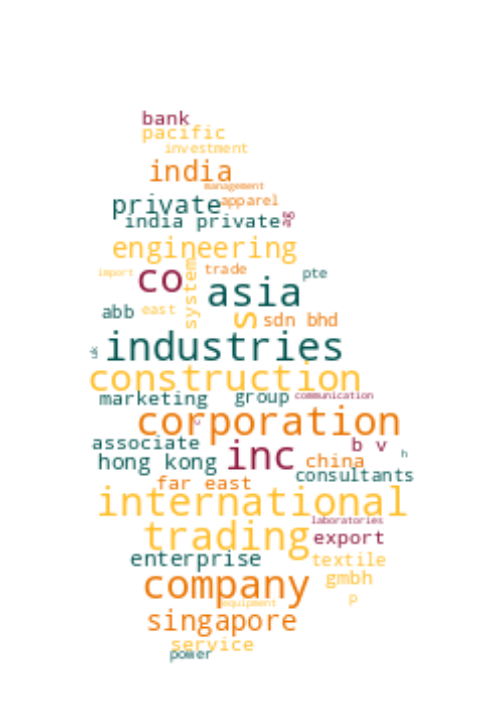 bank
pacific
investment
india
management
private apparel
india private ag
engineering
import co system trade pte
asia
abb east s sdn bhd
uk industries
construction
marketing group communication
corporation
associate inc b v
hong kong china h
far east consultants
international
laboratories
trading export
enterprise textile
company gmbh
equipment p
singapore
service
power